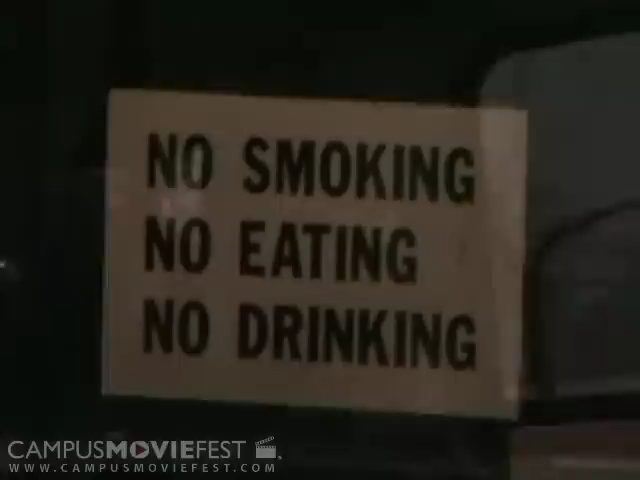 NO SMOKING
NO EATING
NO DRINKING
CAMPUSMOVIEFEST
WWW.CAMPUSMOVIEFEST.COM